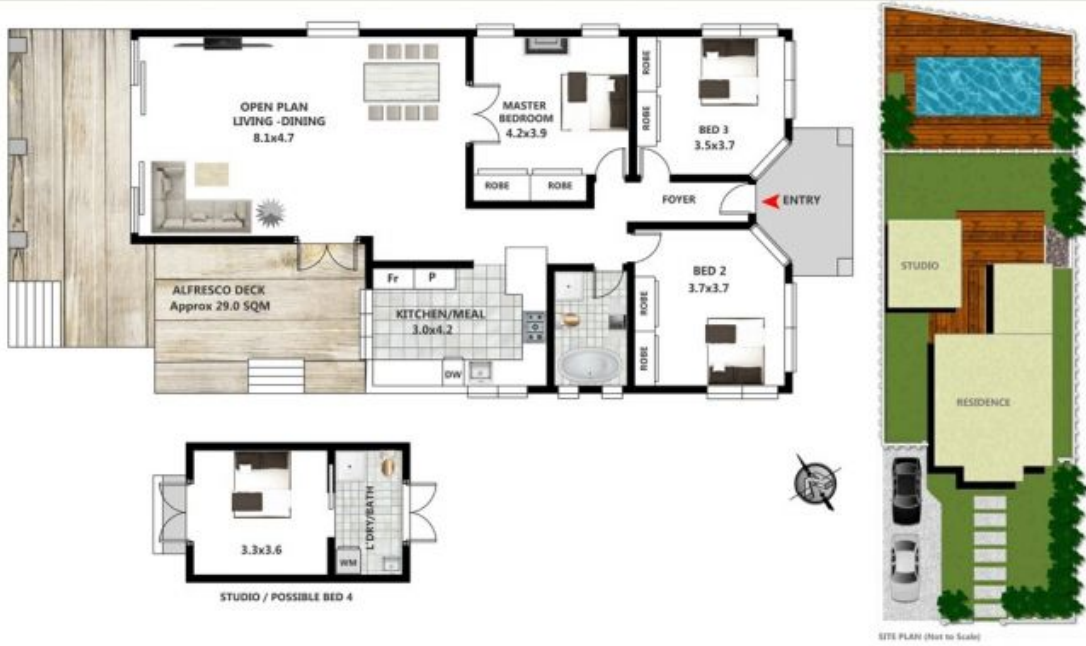 OPEN PLAN
LIVING -DINING
8.1x4.7
MASTER
BEDROOM
4.2x3.9
ROBE
ROBE
ROBE
ROBE
BED 3
3.5x3.7
FOYER
ENTRY
ALFRESCO DECK
Approx 29.0 SQM
Fr
P
KITCHEN/MEAL
3.0x4.2
DW
BED 2
3.7x3.7
ROBE
ROBE
3.3x3.6
L'DRY/BATH
WM
STUDIO / POSSIBLE BED 4
STUDIO
RESIDENCE
SITE PLAN (Not to Scale)